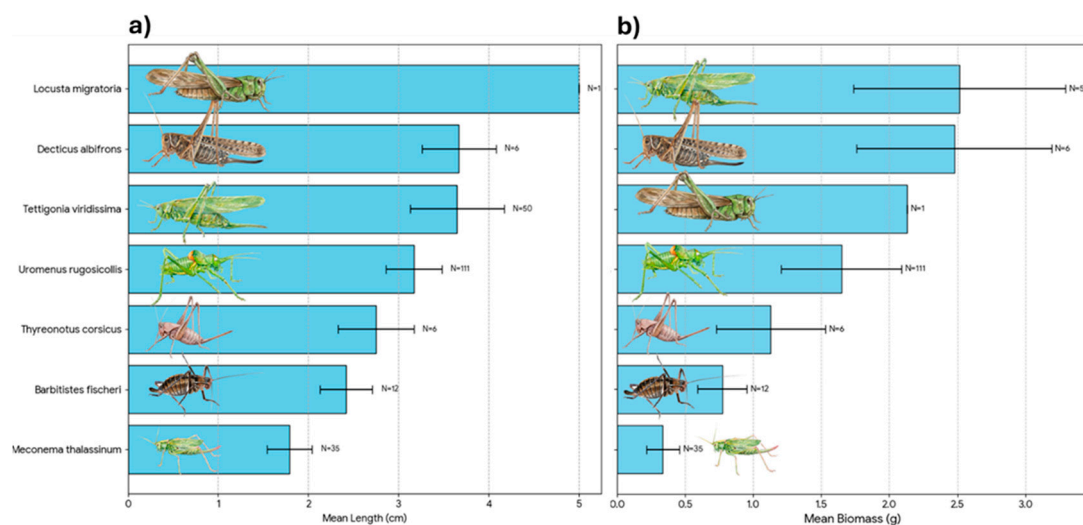 a)
Locusta migratoria
N=1
Decticus albifrons
N=6
Tettigonia viridissima
N=50
Uromenus rugosicollis
N=111
Thyreonotus corsicus
N=6
Barbitistes fischeri
N=12
Meconema thalassinum
N=35
0 1 2 3 4 5
Mean Length (cm)
b)
N=5
N=6
N=1
N=111
N=6
N=12
N=35
0.0 0.5 1.0 1.5 2.0 2.5 3.0
Mean Biomass (g)